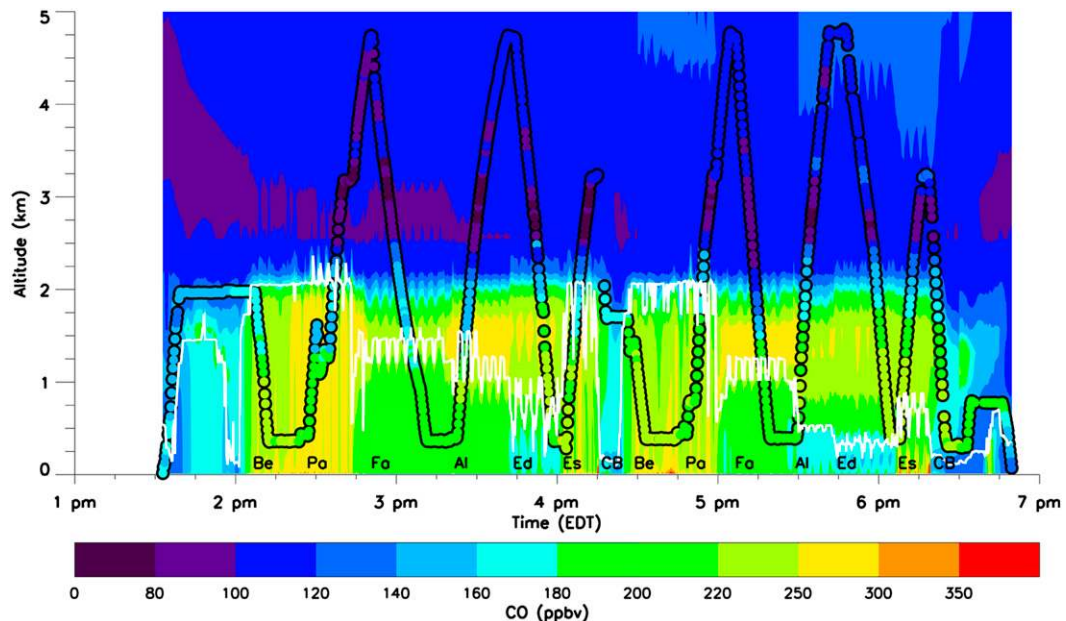 5
4
3
2
1
0
Altitude (km)
Be Pa Fa Al Ed Es CB Be Pa Fa Al Ed Es CB
1 pm 2 pm 3 pm 4 pm 5 pm 6 pm 7 pm
Time (EDT)
0 80 100 120 140 160 180 200 220 250 300 350
CO (ppbv)